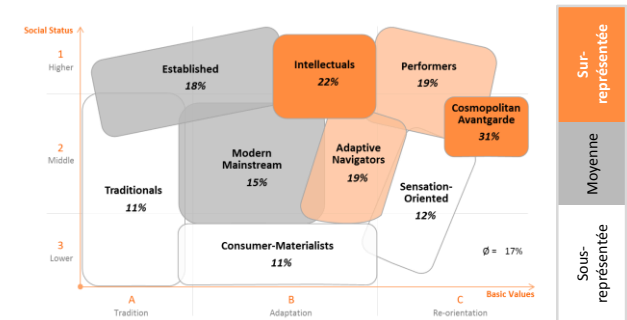 Social Status
1
Higher
2
Middle
3
Lower
Established
18%
Intellectuals
22%
Performers
19%
Cosmopolitan
Avantgarde
31%
Modern
Mainstream
15%
Adaptive
Navigators
19%
Traditionals
11%
Sensation-
Oriented
12%
Consumer-Materialists
11%
Ø = 17%
Basic Values
A
Tradition
B
Adaptation
C
Re-orientation
Sur-
représentée
Moyenne
Sous-
représentée